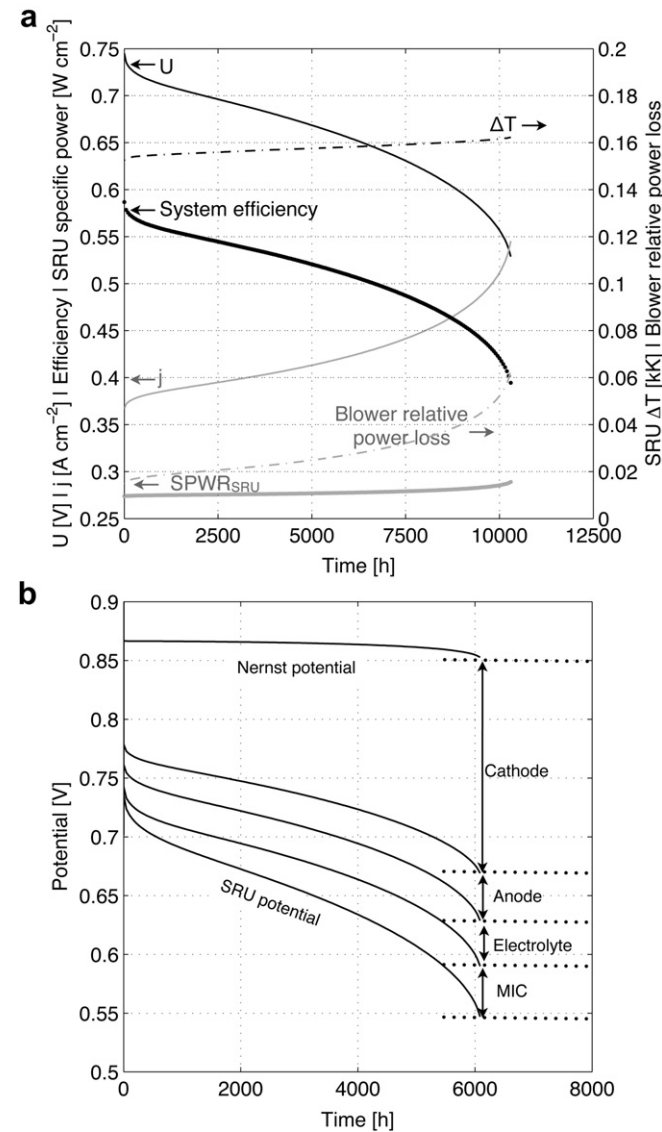 a
U [V] I j [A cm−2] I Efficiency I SRU specific power [W cm−2]
0.75
0.7
0.65
0.6
0.55
0.5
0.45
0.4
0.35
0.3
0.25
U
ΔT
System efficiency
j
Blower relative
power loss
SPWRSRU
0.2
0.18
0.16
0.14
0.12
0.1
0.08
0.06
0.04
0.02
0
SRU ΔT [kK] I Blower relative power loss
0
2500
5000
7500
10000
12500
Time [h]
b
Potential [V]
0.9
0.85
0.8
0.75
0.7
0.65
0.6
0.55
0.5
Nernst potential
Cathode
Anode
SRU potential
Electrolyte
MIC
0
2000
4000
6000
8000
Time [h]